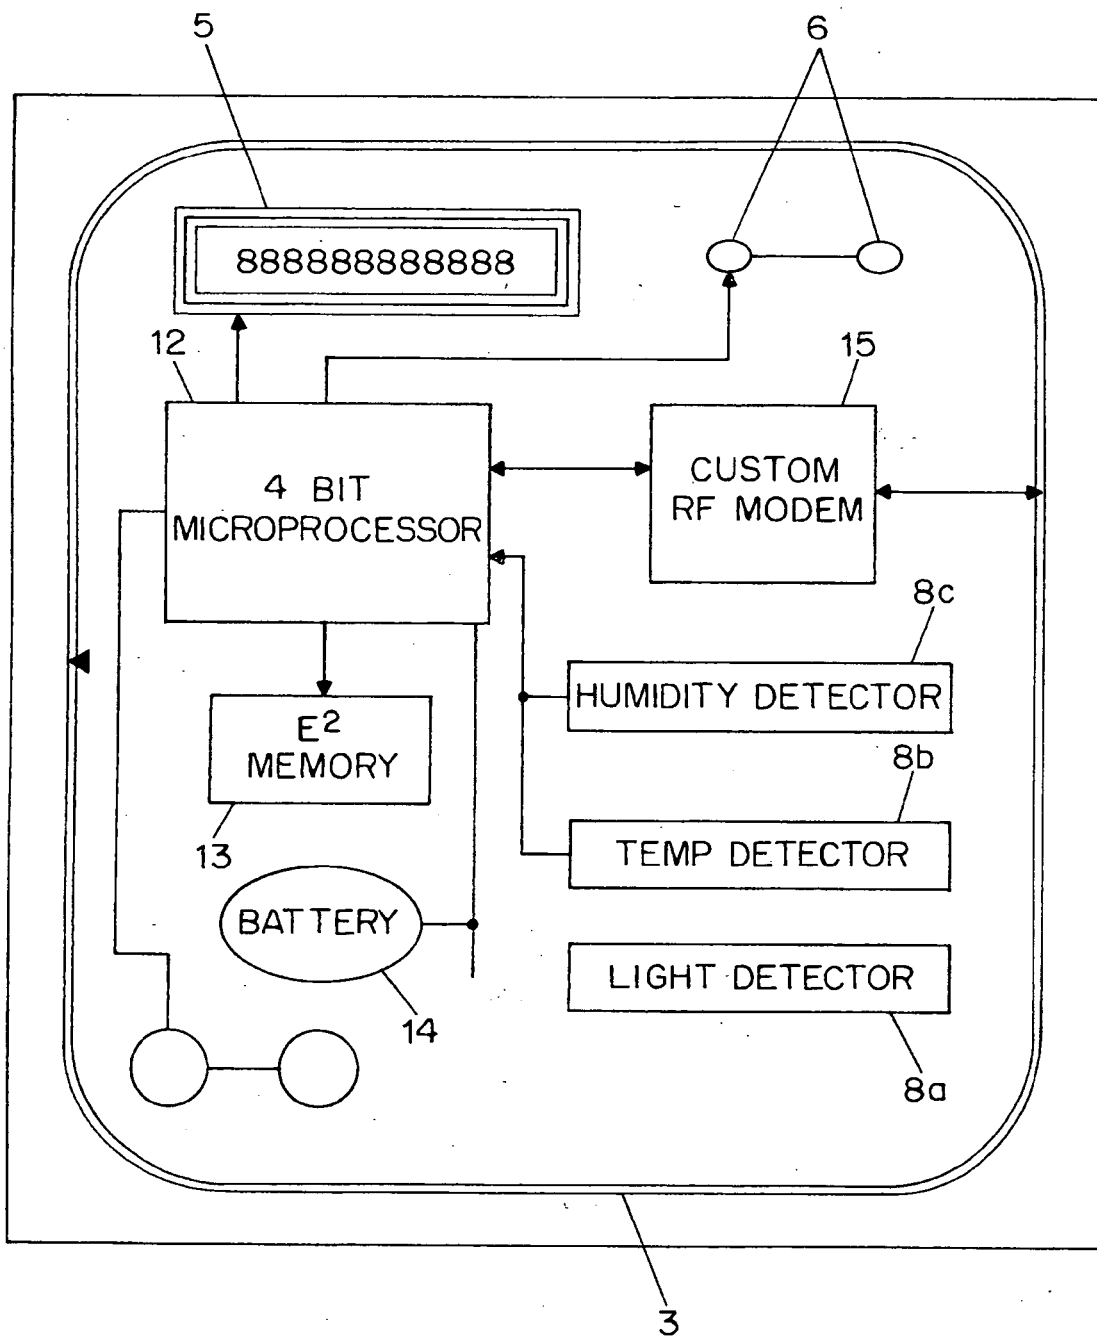 5
6
888888888888
12
15
4 BIT
MICROPROCESSOR
CUSTOM
RF MODEM
8c
HUMIDITY DETECTOR
E2
MEMORY
8b
13
TEMP DETECTOR
BATTERY
LIGHT DETECTOR
14
8a
3